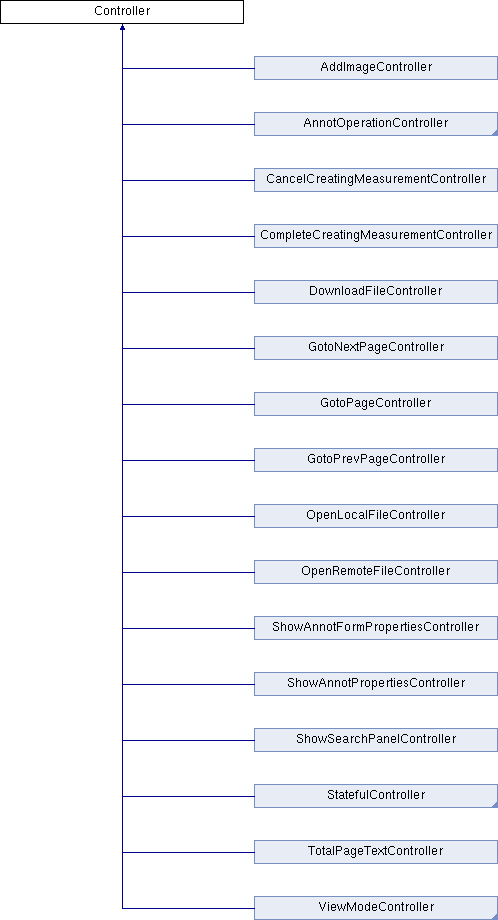 Controller
AddImageController
AnnotOperationController
CancelCreatingMeasurementController
CompleteCreatingMeasurementController
DownloadFileController
GotoNextPageController
GotoPageController
GotoPrevPageController
OpenLocalFileController
OpenRemoteFileController
ShowAnnotFormPropertiesController
ShowAnnotPropertiesController
ShowSearchPanelController
StatefulController
TotalPageTextController
ViewModeController